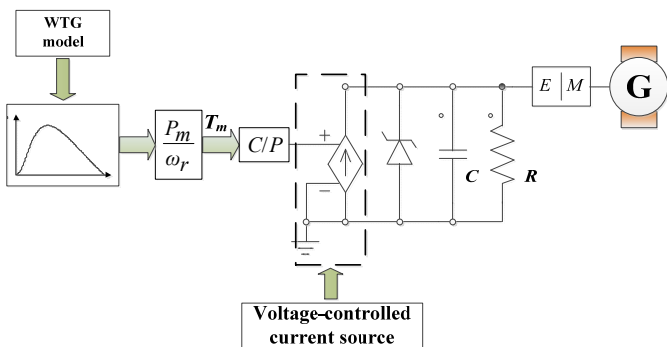 WTG
model
P_m
ω_r
T_m
C/P
+
−
C
R
E | M
G
Voltage-controlled
current source